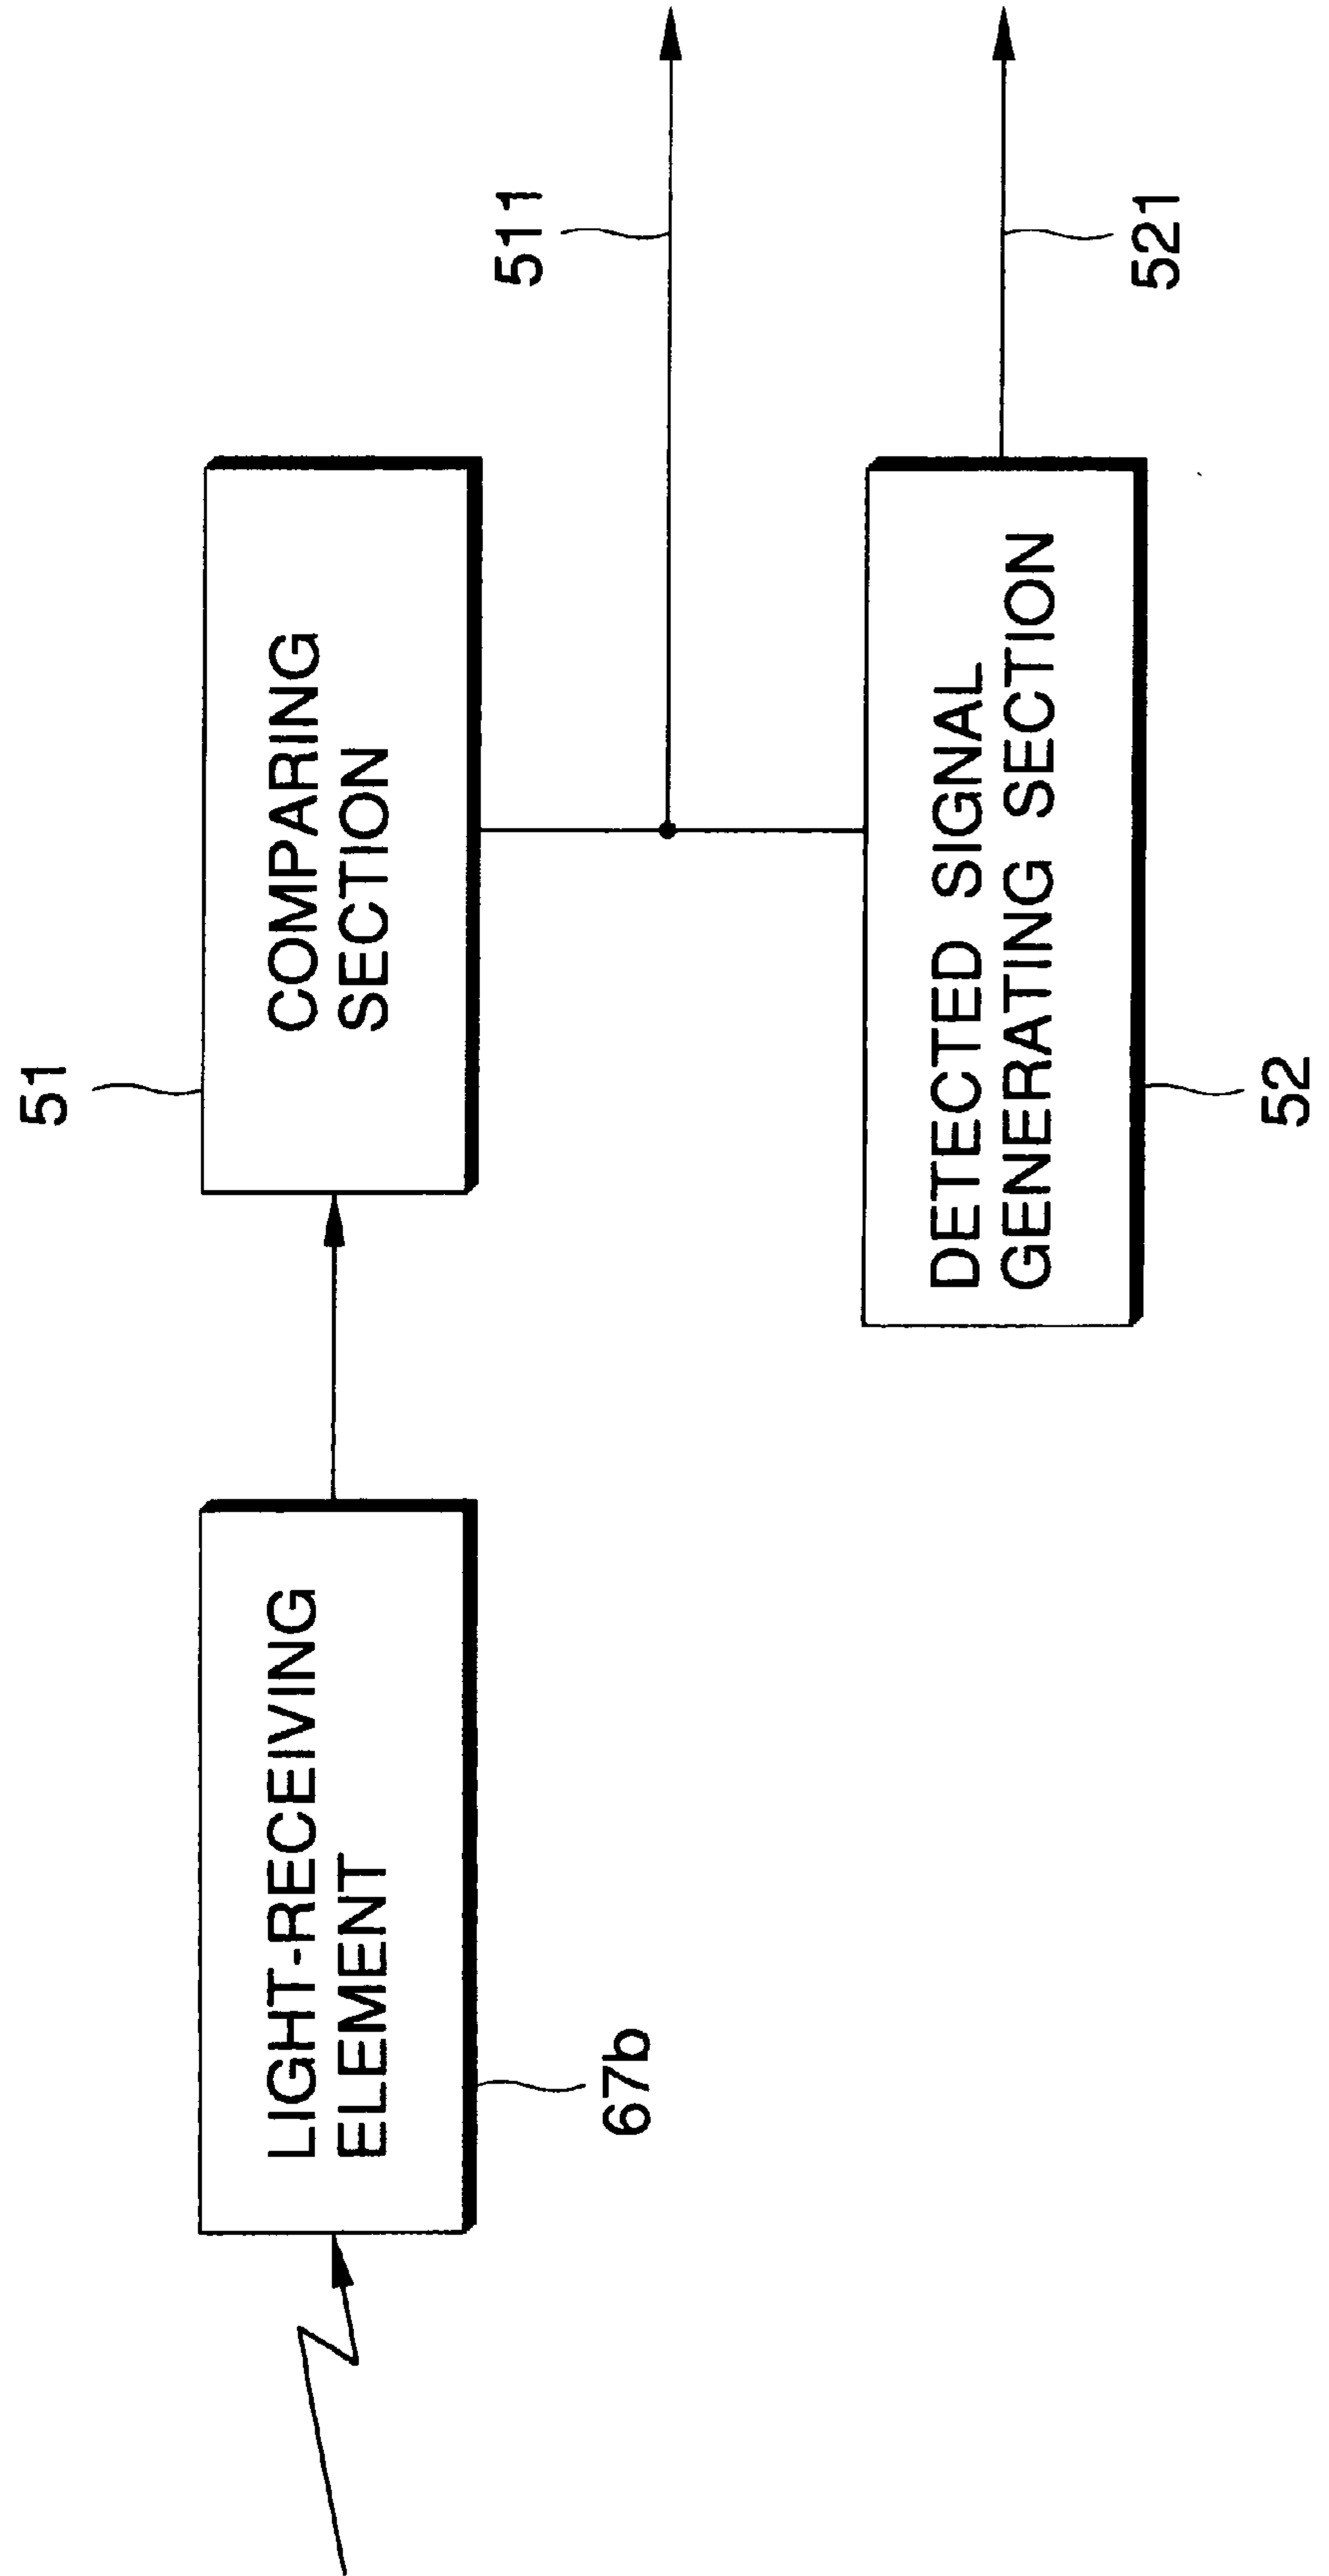 LIGHT-RECEIVING
ELEMENT
67b
51
COMPARING
SECTION
511
DETECTED SIGNAL
GENERATING SECTION
52
521